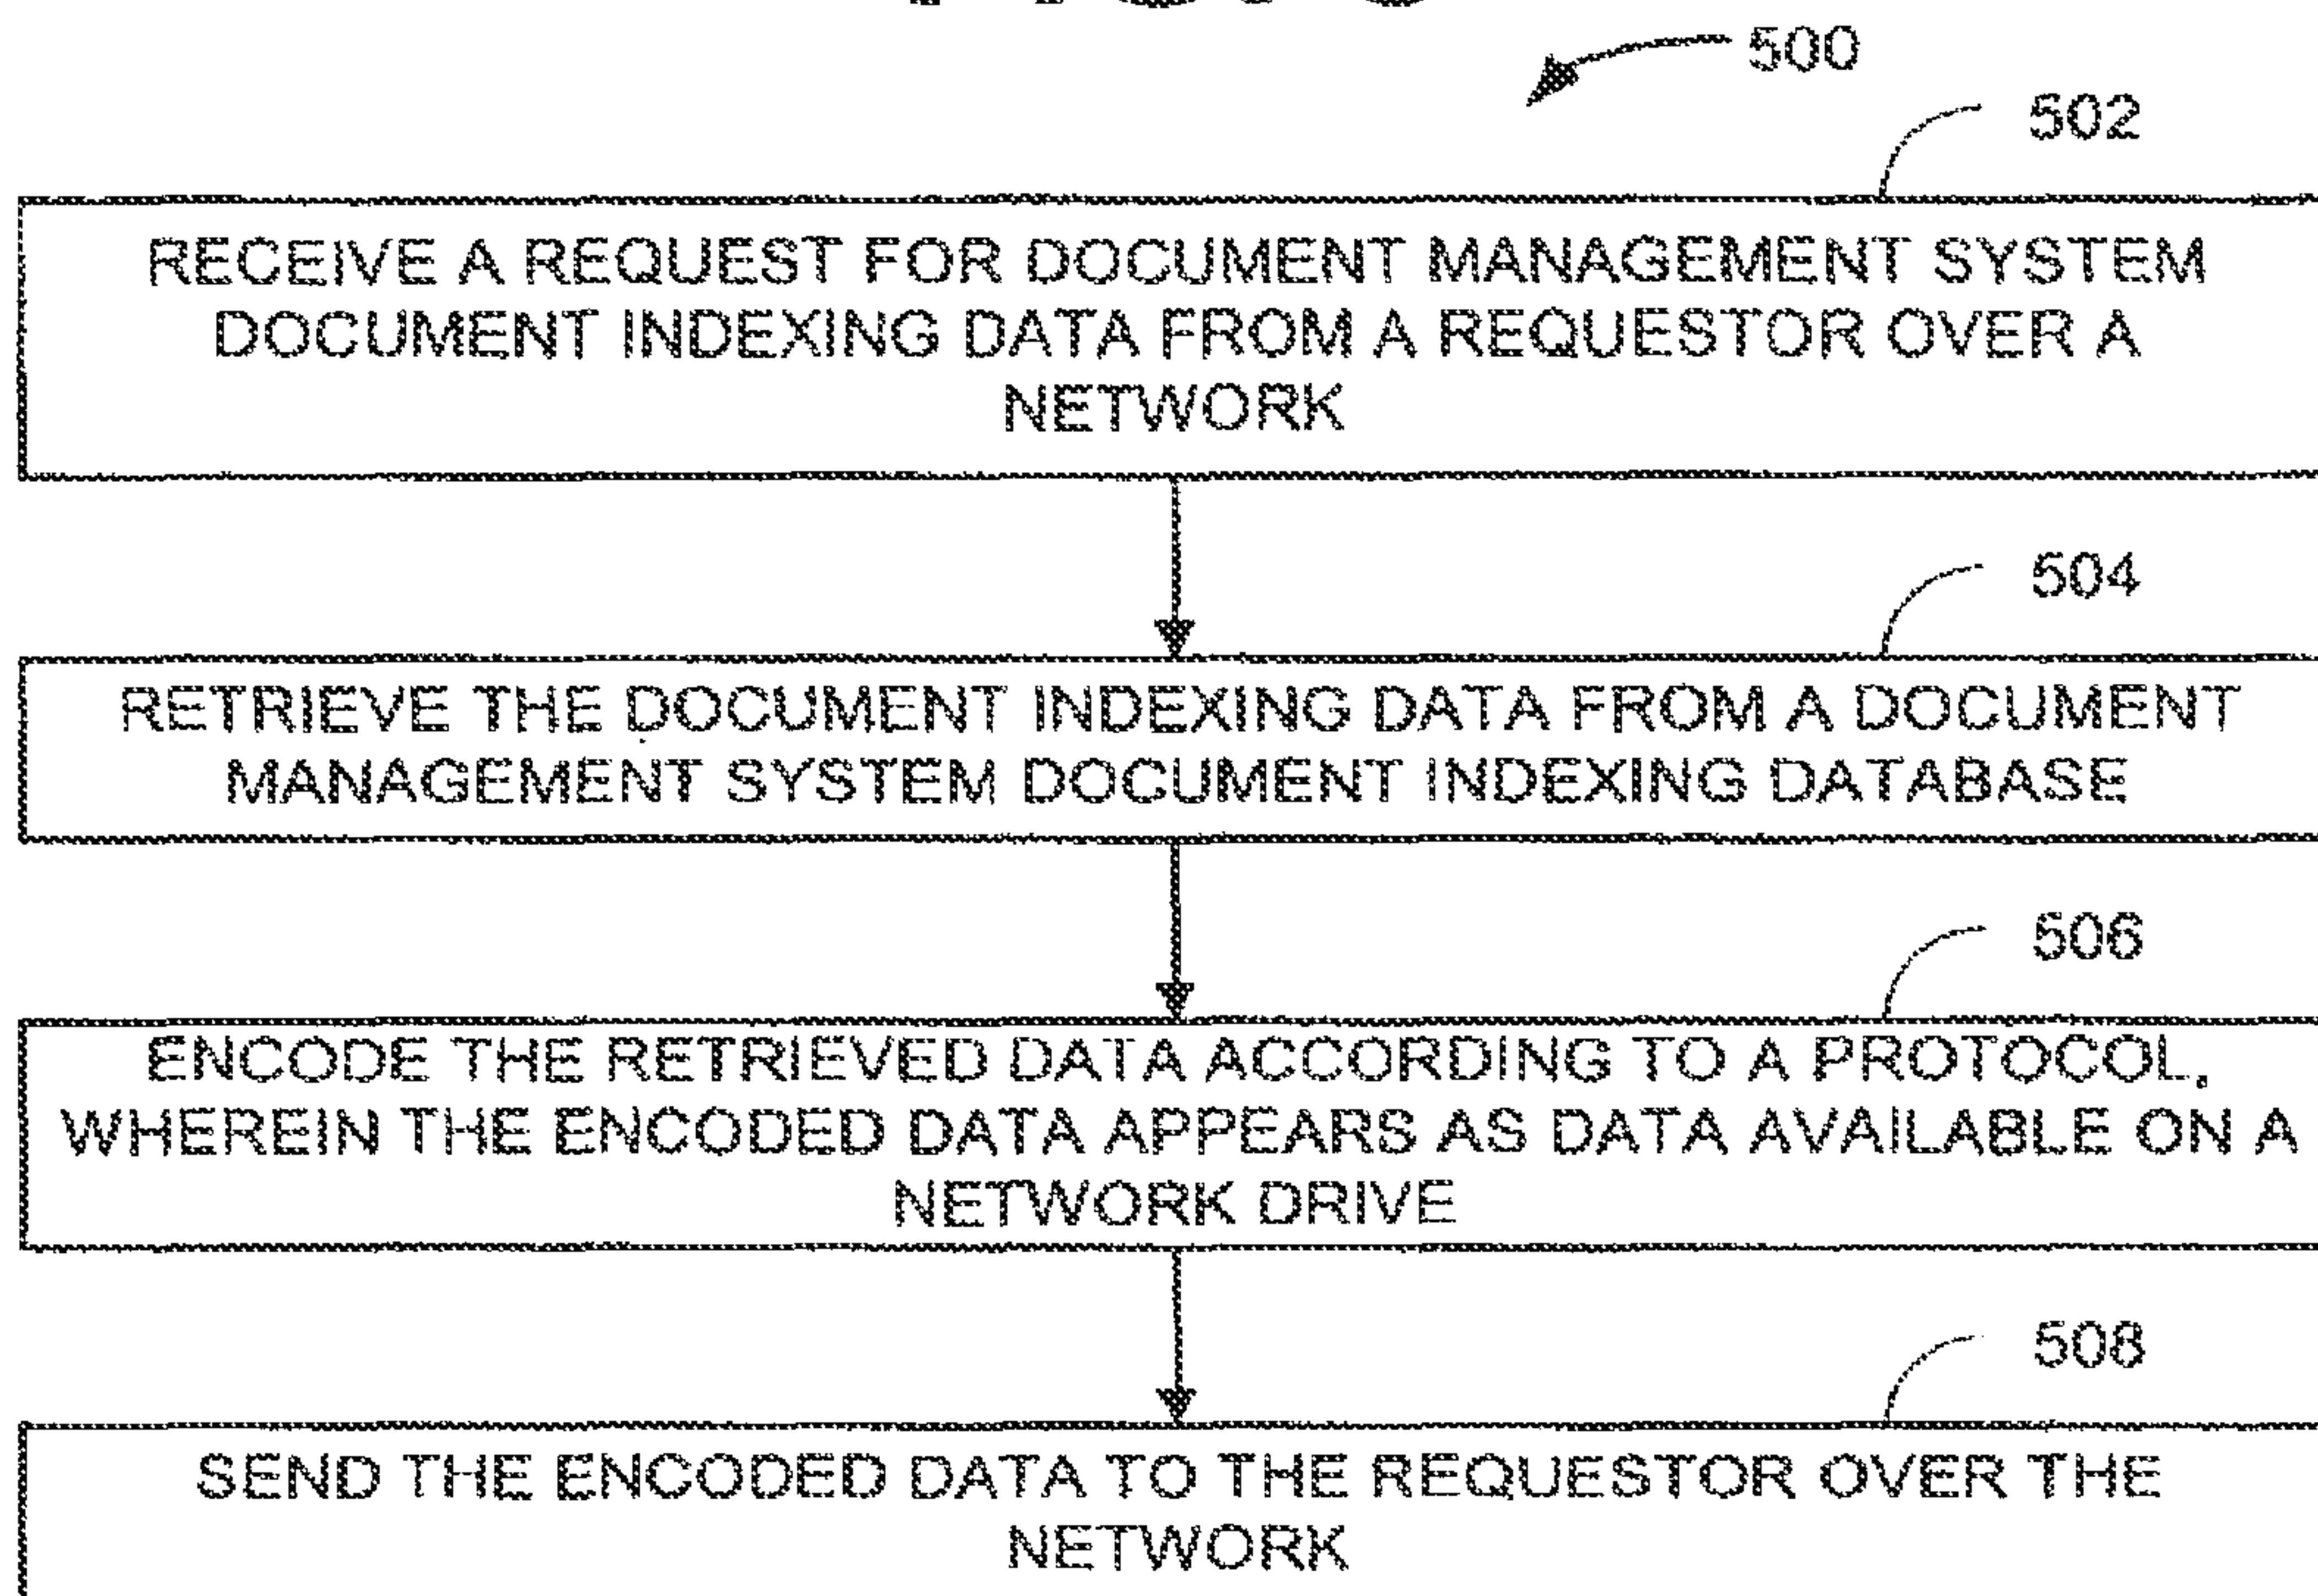 500
502
RECEIVE A REQUEST FOR DOCUMENT MANAGEMENT SYSTEM
DOCUMENT INDEXING DATA FROM A REQUESTOR OVER A
NETWORK
504
RETRIEVE THE DOCUMENT INDEXING DATA FROM A DOCUMENT
MANAGEMENT SYSTEM DOCUMENT INDEXING DATABASE
506
ENCODE THE RETRIEVED DATA ACCORDING TO A PROTOCOL,
WHEREIN THE ENCODED DATA APPEARS AS DATA AVAILABLE ON A
NETWORK DRIVE
508
SEND THE ENCODED DATA TO THE REQUESTOR OVER THE
NETWORK